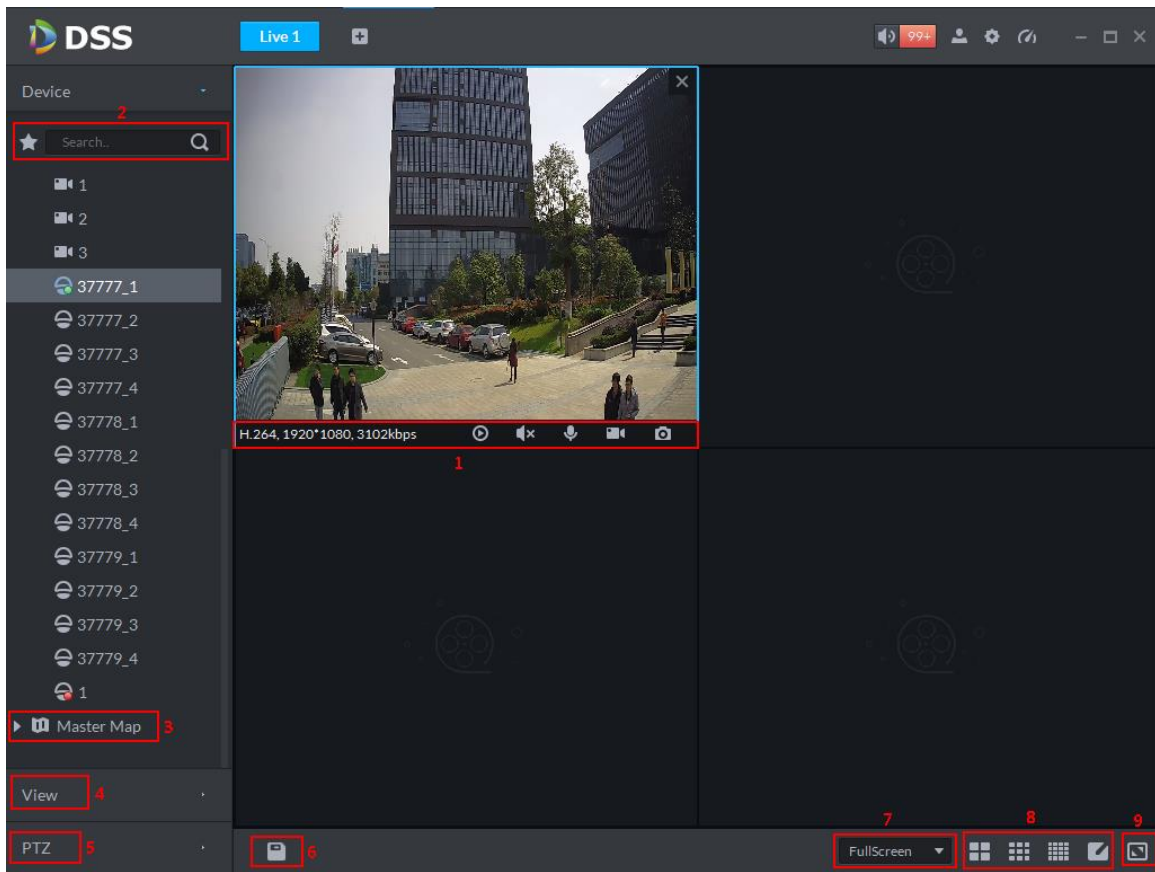 DSS
Live 1
99+
Device
2
Search..
1
2
3
37777_1
37777_2
37777_3
37777_4
37778_1
37778_2
37778_3
37778_4
37779_1
37779_2
37779_3
37779_4
1
Master Map 3
View 4
PTZ 5
H.264, 1920*1080, 3102kbps
1
6
7
FullScreen
8
9